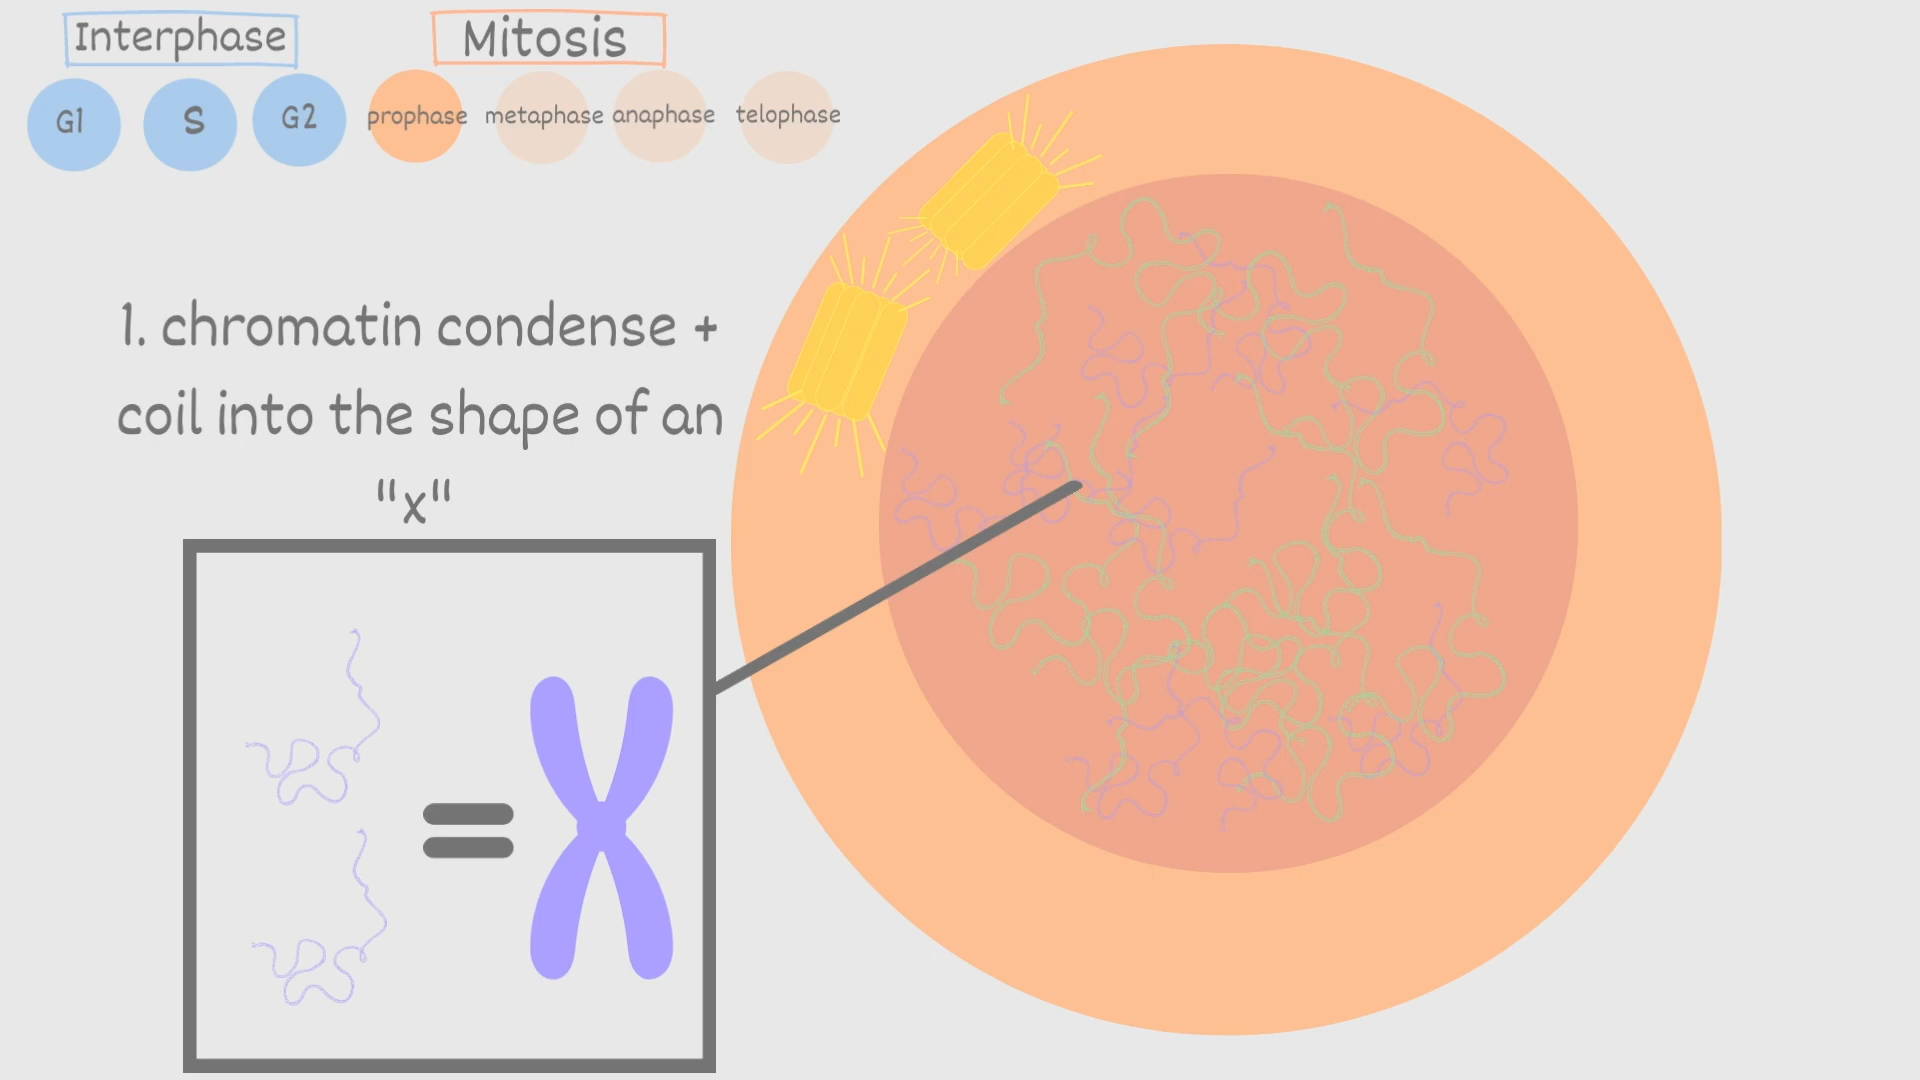 Interphase
Mitosis
G1
S
G2
prophase
metaphase
anaphase
telophase
1. chromatin condense +
coil into the shape of an
"x"